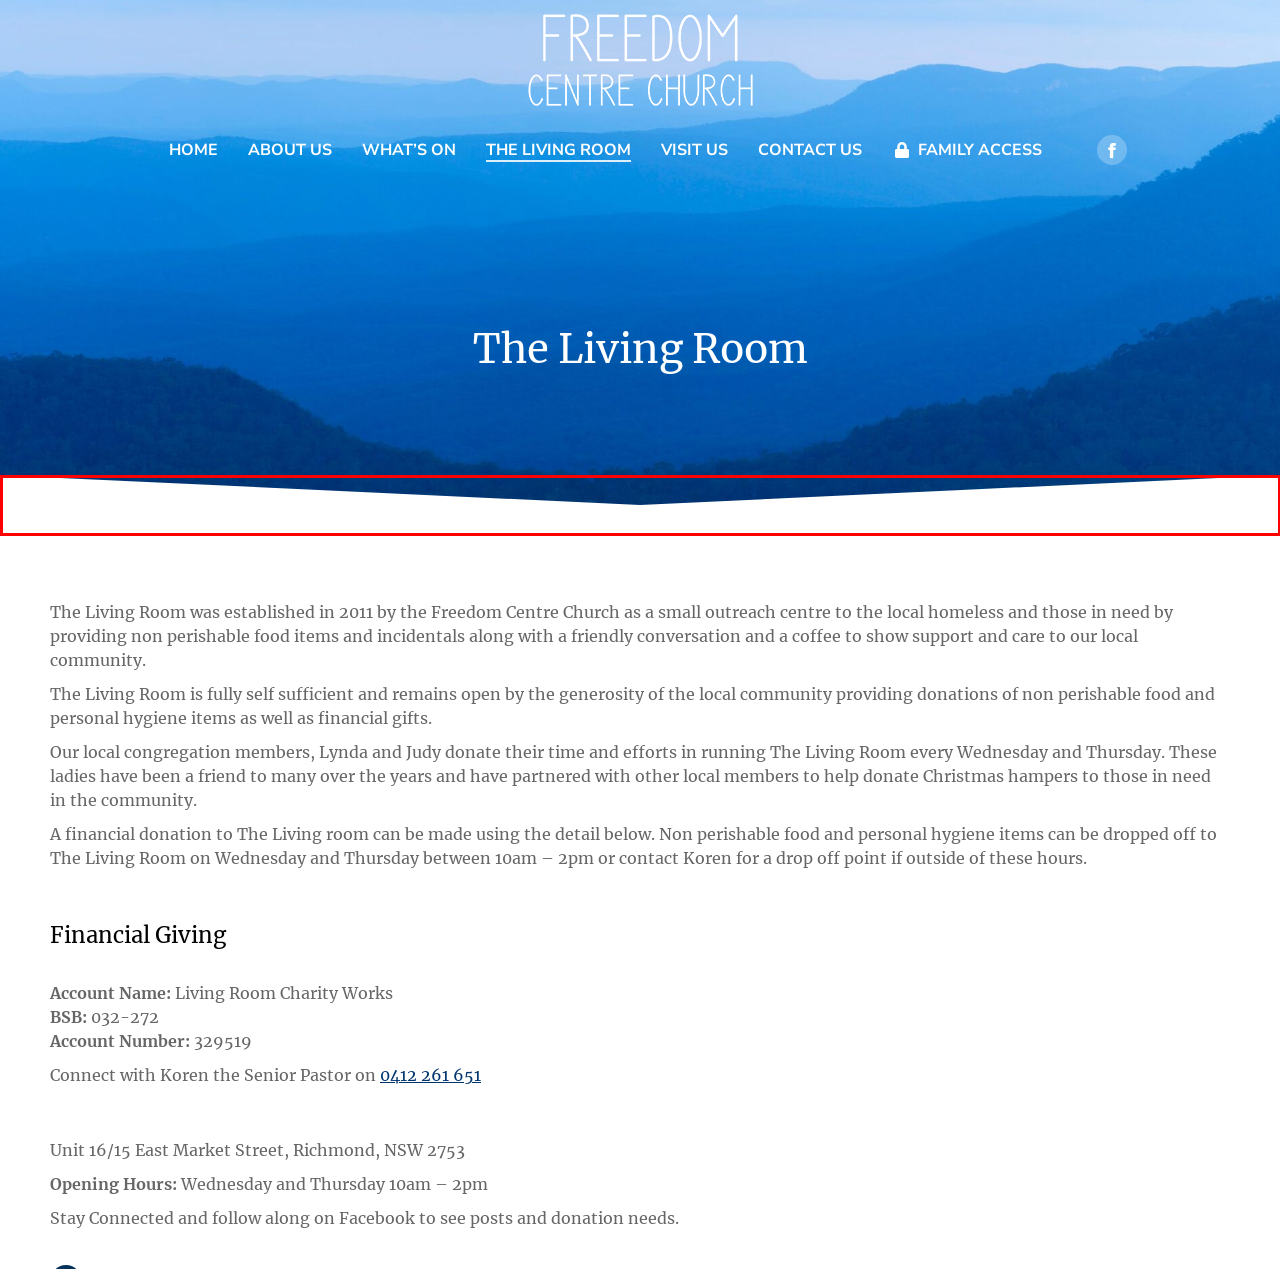 FREEDOM
CENTRE CHURCH
HOME
ABOUT US
WHAT'S ON
THE LIVING ROOM
VISIT US
CONTACT US
FAMILY ACCESS
The Living Room
The Living Room was established in 2011 by the Freedom Centre Church as a small outreach centre to the local homeless and those in need by
providing non perishable food items and incidentals along with a friendly conversation and a coffee to show support and care to our local
community.
The Living Room is fully self sufficient and remains open by the generosity of the local community providing donations of non perishable food and
personal hygiene items as well as financial gifts.
Our local congregation members, Lynda and Judy donate their time and efforts in running The Living Room every Wednesday and Thursday. These
ladies have been a friend to many over the years and have partnered with other local members to help donate Christmas hampers to those in need
in the community.
A financial donation to The Living room can be made using the detail below. Non perishable food and personal hygiene items can be dropped off to
The Living Room on Wednesday and Thursday between 10am – 2pm or contact Koren for a drop off point if outside of these hours.
Financial Giving
Account Name: Living Room Charity Works
BSB: 032-272
Account Number: 329519
Connect with Koren the Senior Pastor on 0412 261 651
Unit 16/15 East Market Street, Richmond, NSW 2753
Opening Hours: Wednesday and Thursday 10am – 2pm
Stay Connected and follow along on Facebook to see posts and donation needs.